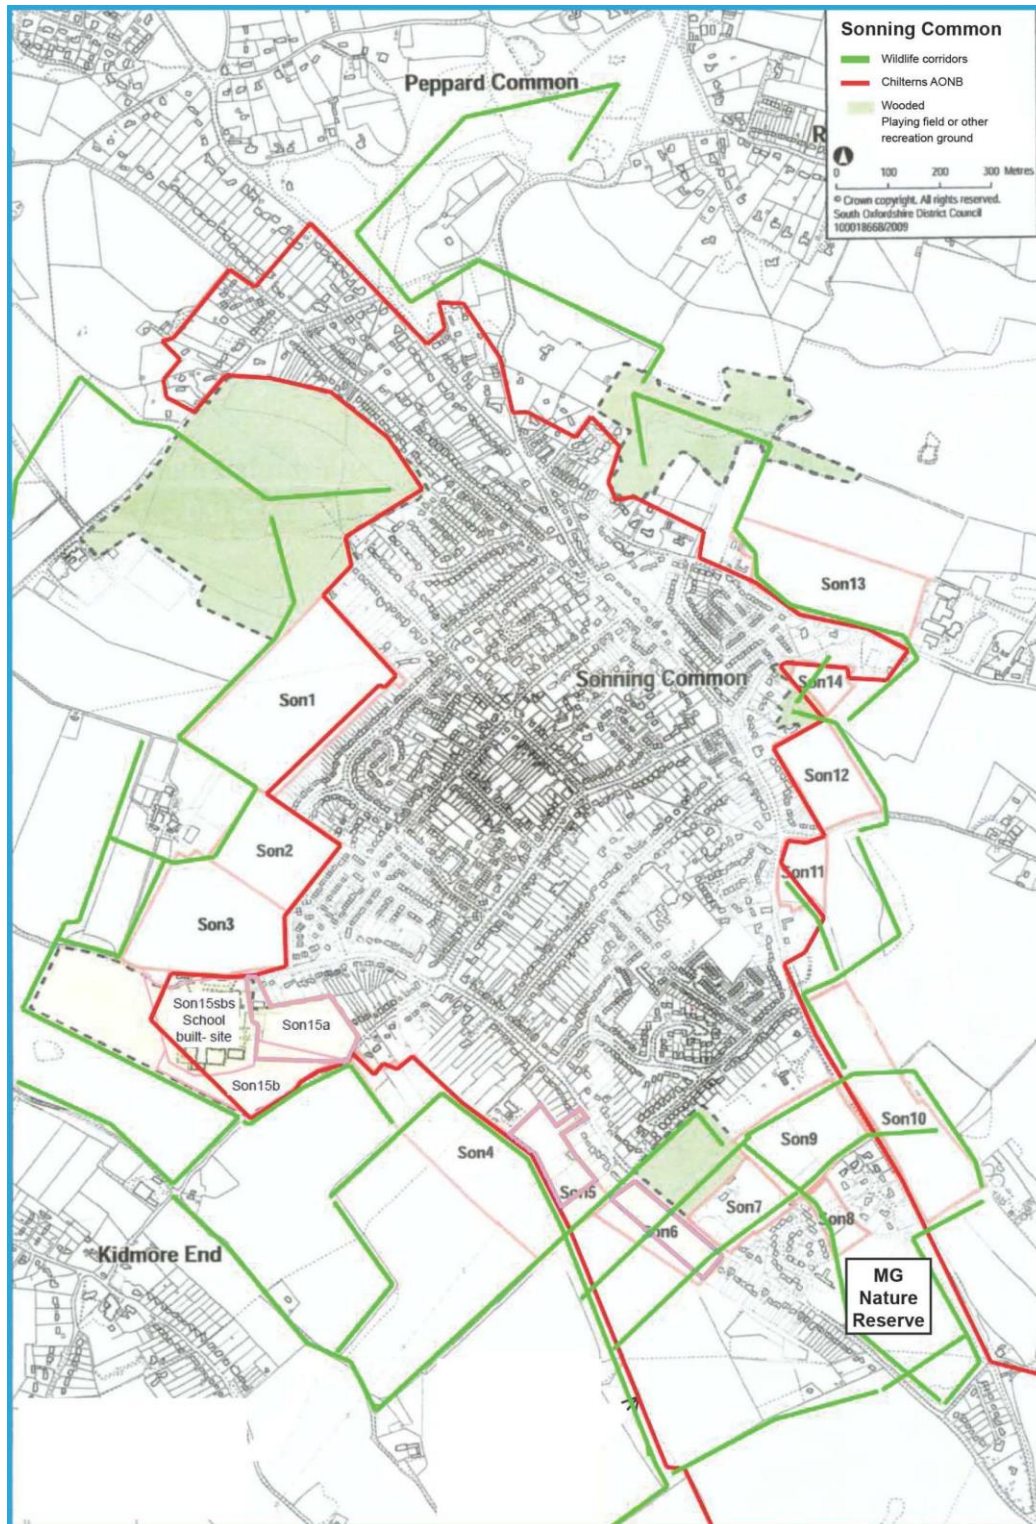 Sonning Common
Wildlife corridors
Chilterns AONB
Wooded
Playing field or other
recreation ground
0 100 200 300 Metres
© Crown copyright. All rights reserved.
South Oxfordshire District Council
100018668/2009
Peppard Common
R
Son13
Sonning Common
Son14
Son1
Son12
Son2
Son11
Son3
Son15sbs
School
built- site
Son15a
Son15b
Son10
Son9
Son4
Son5
Son7
Son8
Son6
Kidmore End
MG
Nature
Reserve